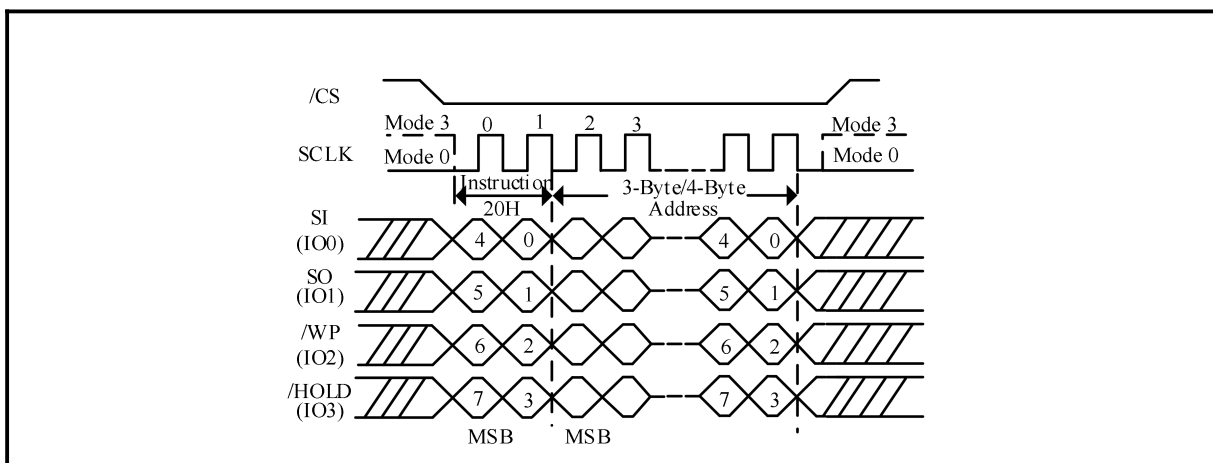 /CS
Mode 3 0 1 2 3 Mode 3
SCLK
Mode 0 Mode 0
Instruction 3-Byte/4-Byte
20H Address
SI
(IO0) 4 0 4 0
SO
(IO1) 5 1 5 1
/WP
(IO2) 6 2 6 2
/HOLD
(IO3) 7 3 7 3
MSB MSB